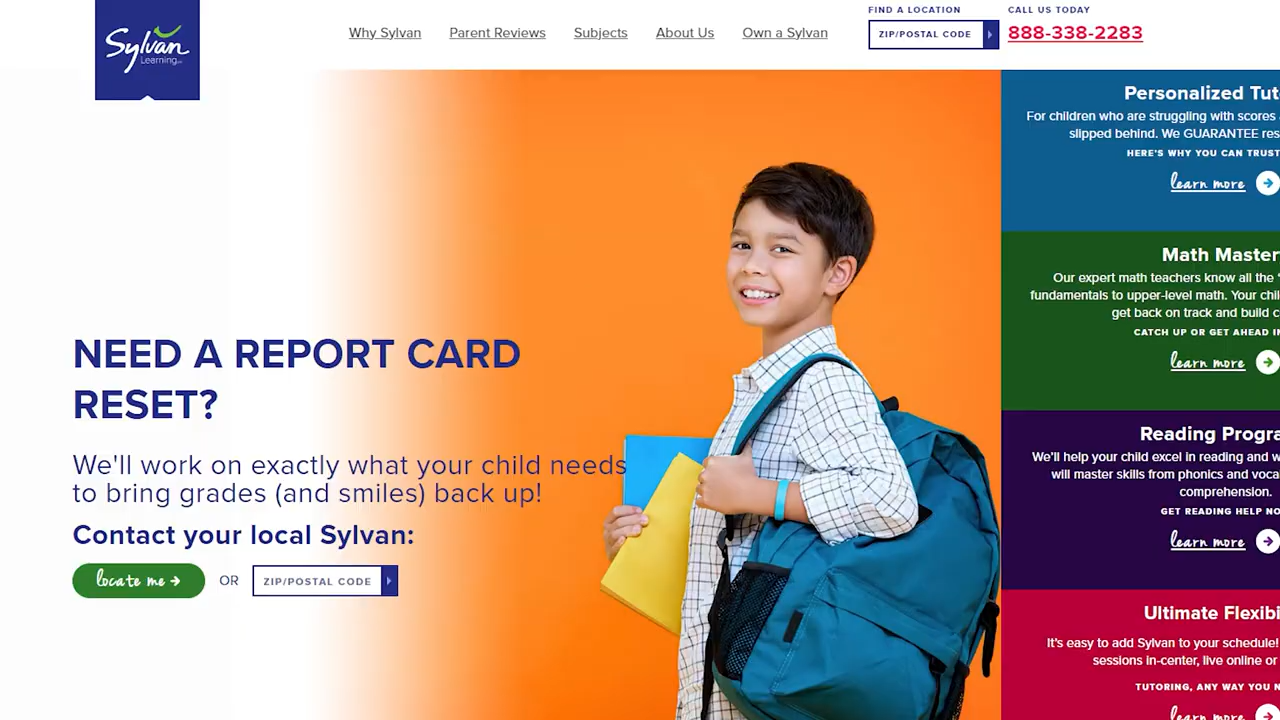 Sylvan
Learning
Why Sylvan
Parent Reviews
Subjects
About Us
Own a Sylvan
FIND A LOCATION
ZIP/POSTAL CODE
CALL US TODAY
888-338-2283
NEED A REPORT CARD
RESET?
We'll work on exactly what your child needs
to bring grades (and smiles) back up!
Contact your local Sylvan:
locate me
OR
ZIP/POSTAL CODE
Personalized Tut
For children who are struggling with scores
slipped behind. We GUARANTEE res
HERE'S WHY YOU CAN TRUST
learn more
Math Master
Our expert math teachers know all the
fundamentals to upper-level math. Your chil
get back on track and build c
CATCH UP OR GET AHEAD IN
learn more
Reading Progra
We'll help your child excel in reading and w
will master skills from phonics and voca
comprehension.
GET READING HELP NO
learn more
Ultimate Flexibi
It's easy to add Sylvan to your schedule!
sessions in-center, live online or
TUTORING, ANY WAY YOU N
learn more